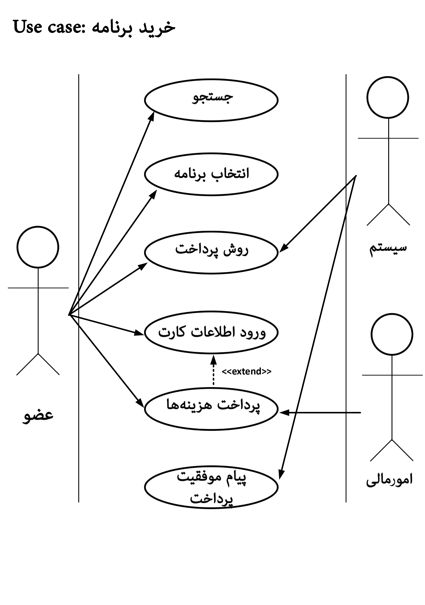 Use case: خرید برنامه
جستجو
انتخاب برنامه
روش پرداخت
سیستم
ورود اطلاعات کارت
<<extend>>
پرداخت هزینه‌ها
عضو
امورمالی
پیام موفقیت
پرداخت